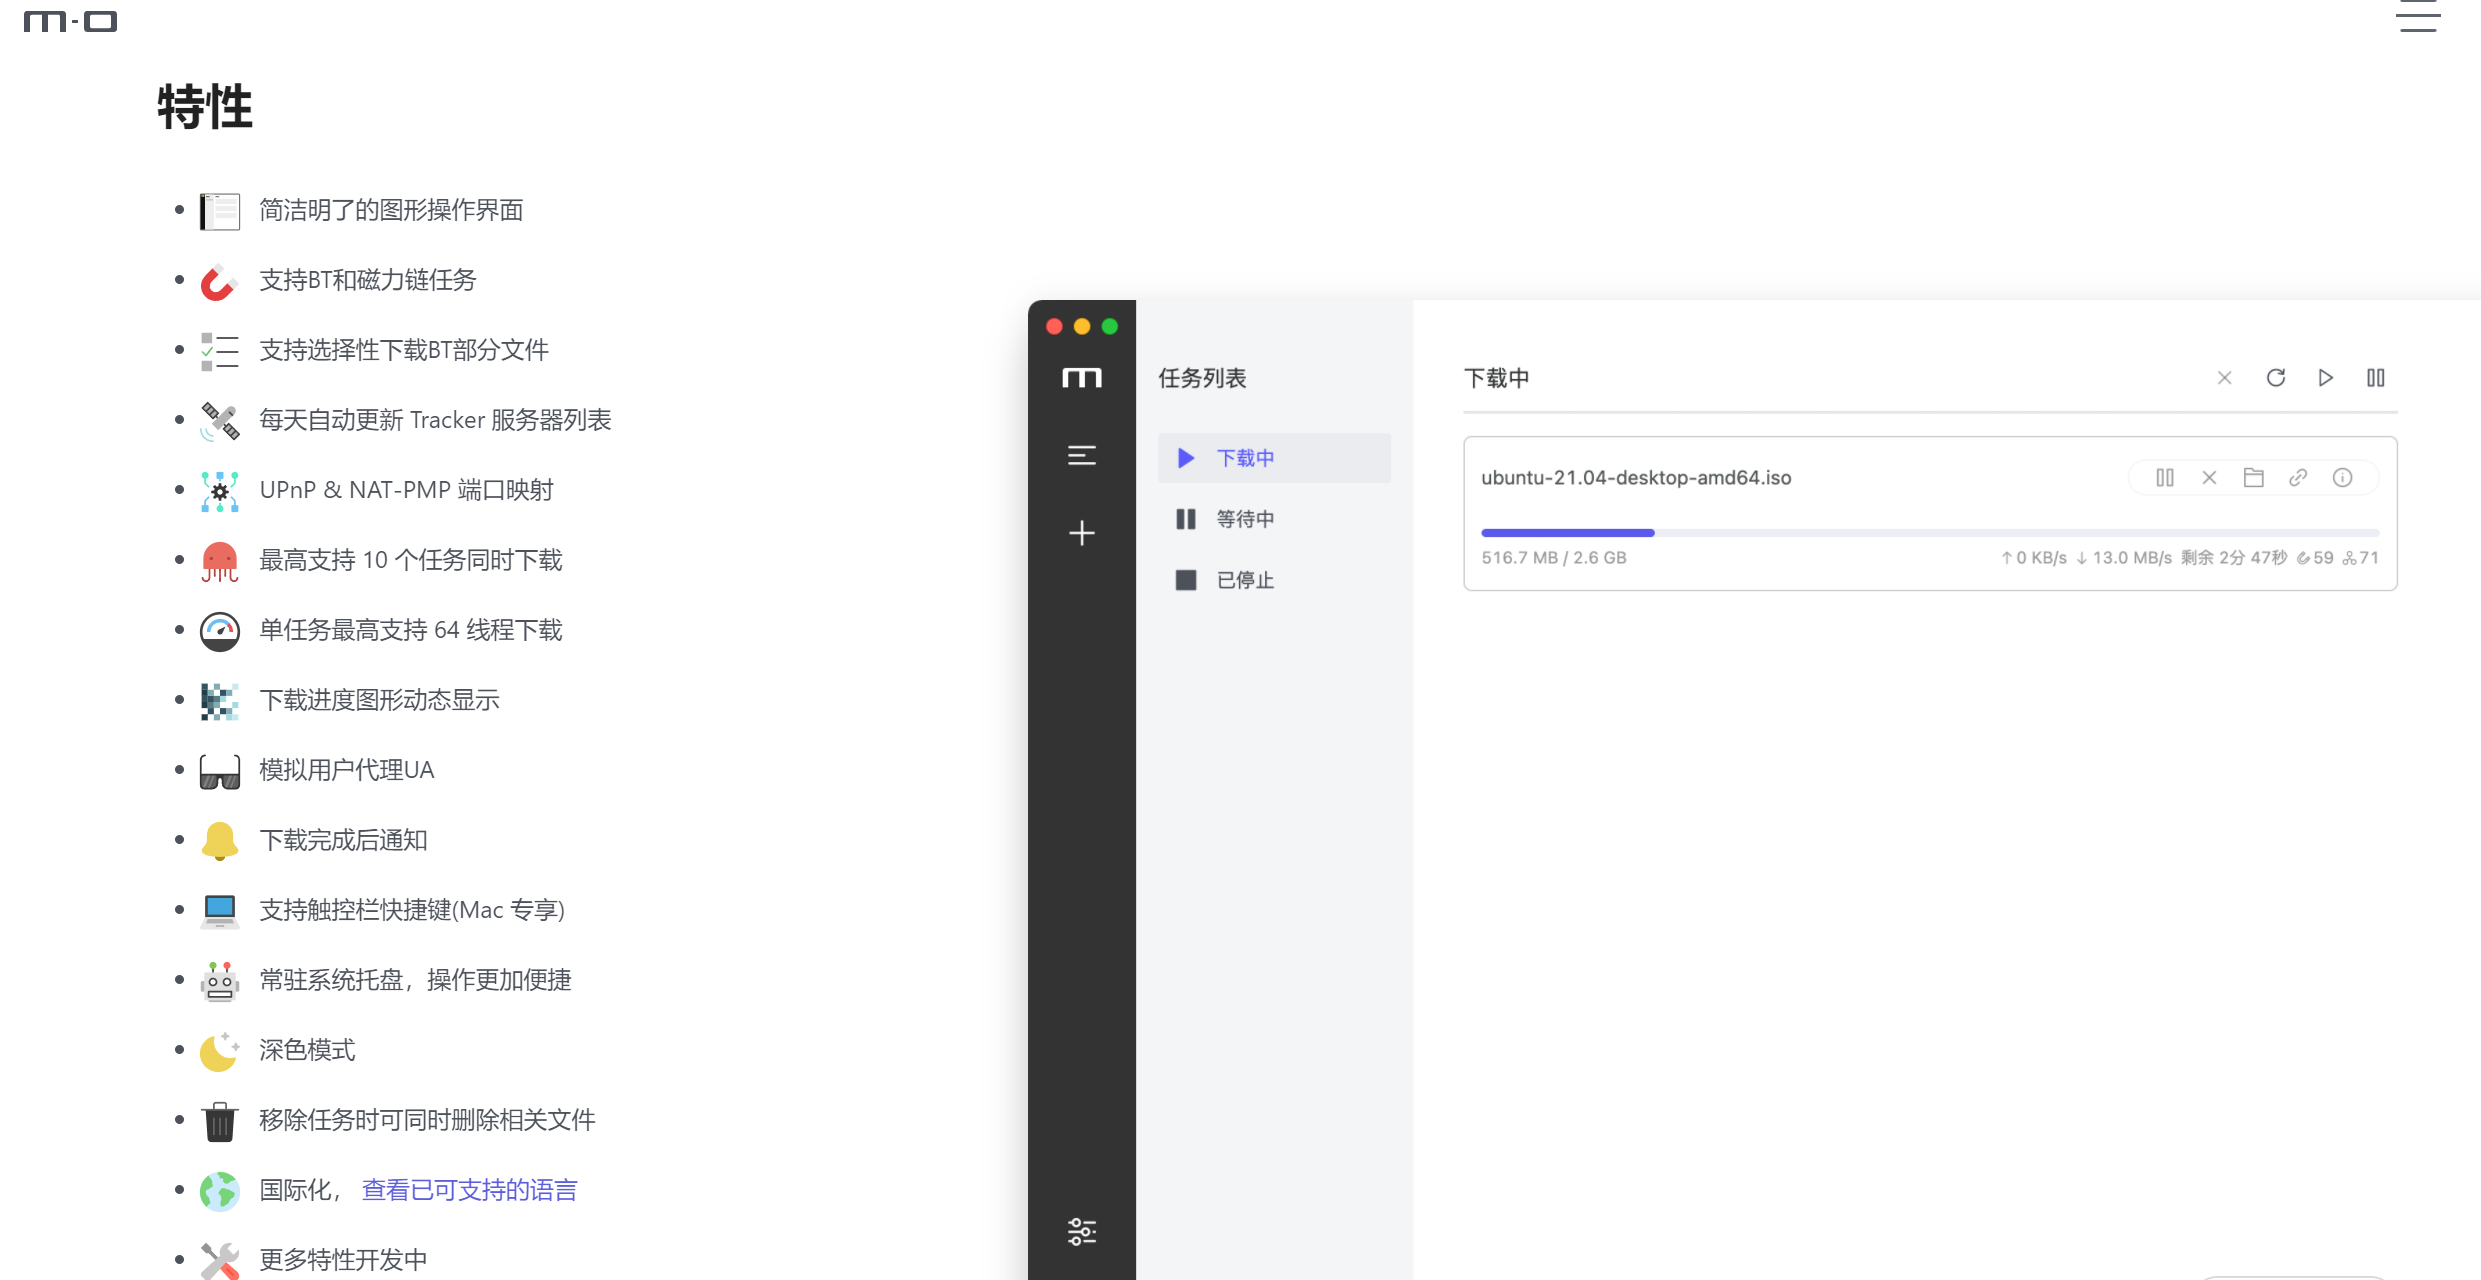 m-o
特性
简洁明了的图形操作界面
支持BT和磁力链任务
支持选择性下载BT部分文件
每天自动更新 Tracker 服务器列表
UPnP & NAT-PMP 端口映射
最高支持 10 个任务同时下载
单任务最高支持 64 线程下载
下载进度图形动态显示
模拟用户代理UA
下载完成后通知
支持触控栏快捷键(Mac 专享)
常驻系统托盘，操作更加便捷
深色模式
移除任务时可同时删除相关文件
国际化， 查看已可支持的语言
更多特性开发中
m
任务列表
下载中
等待中
已停止
下载中
ubuntu-21.04-desktop-amd64.iso
516.7 MB / 2.6 GB
↑ 0 KB/s ↓ 13.0 MB/s 剩余 2分 47秒 59 71